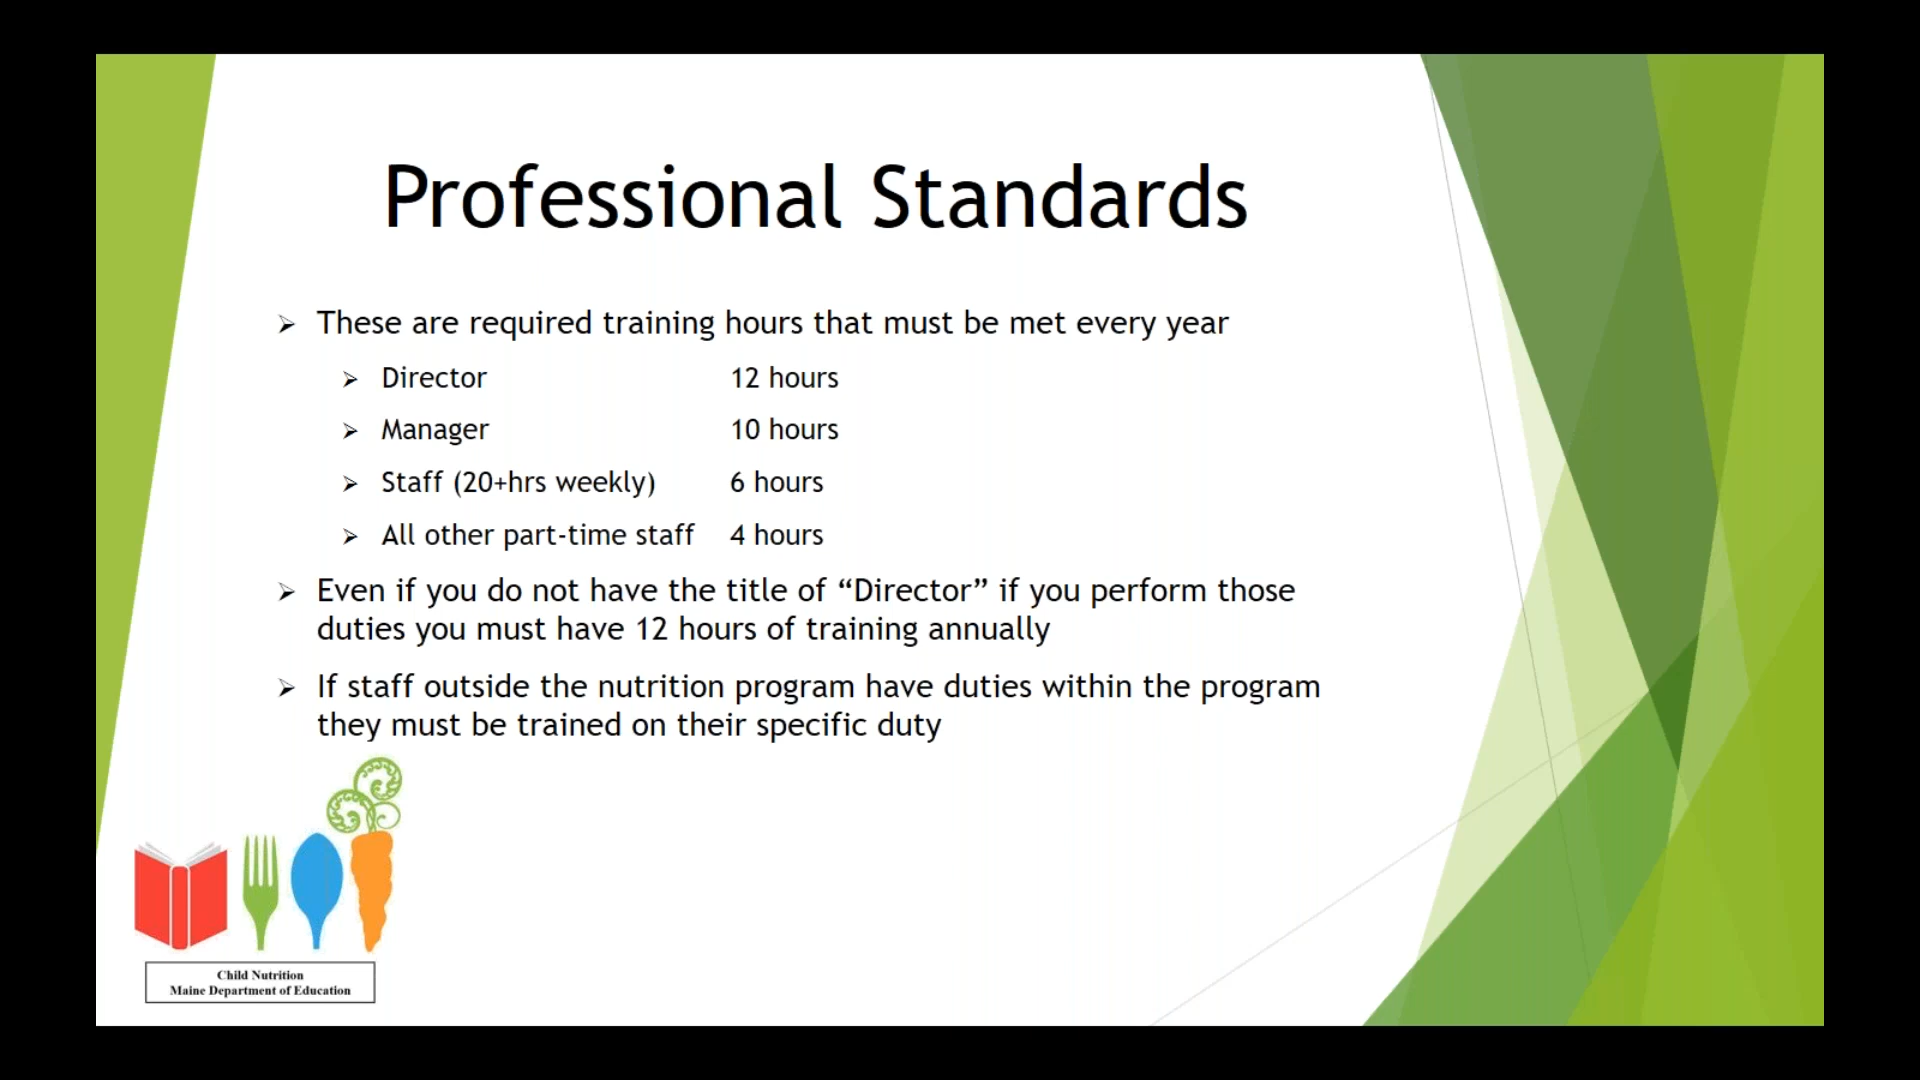 Professional Standards
These are required training hours that must be met every year
Director 12 hours
Manager 10 hours
Staff (20+hrs weekly) 6 hours
All other part-time staff 4 hours
Even if you do not have the title of “Director” if you perform those
duties you must have 12 hours of training annually
If staff outside the nutrition program have duties within the program
they must be trained on their specific duty
Child Nutrition
Maine Department of Education